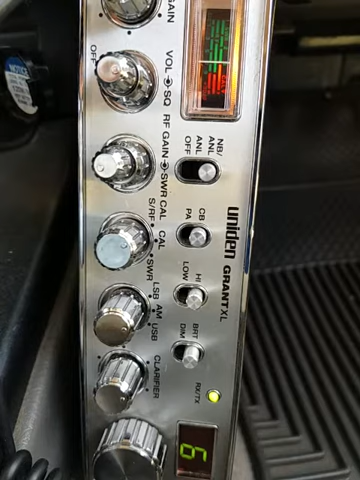 GAIN
OFF
VOL SQ
RF GAIN SWR CAL
S/RF CAL SWR
LSB AM USB
CLARIFIER
NB/ANL
ANL
OFF
CB
PA
HI
LOW
BRT
DIM
uniden GRANT XL
RX/TX
9